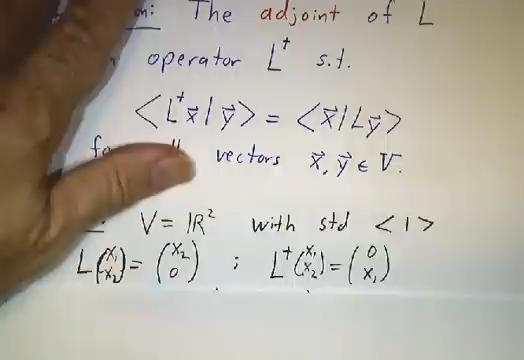 The adjoint of L
operator L† s.t.
<L†x⃗|y⃗> = <x⃗|Ly⃗>
vectors x⃗, y⃗ ∈ V.
V = ℝ² with std < | >
L(x₁ x₂) = (x₂ 0) ; L†(x₁ x₂) = (0 x₁)